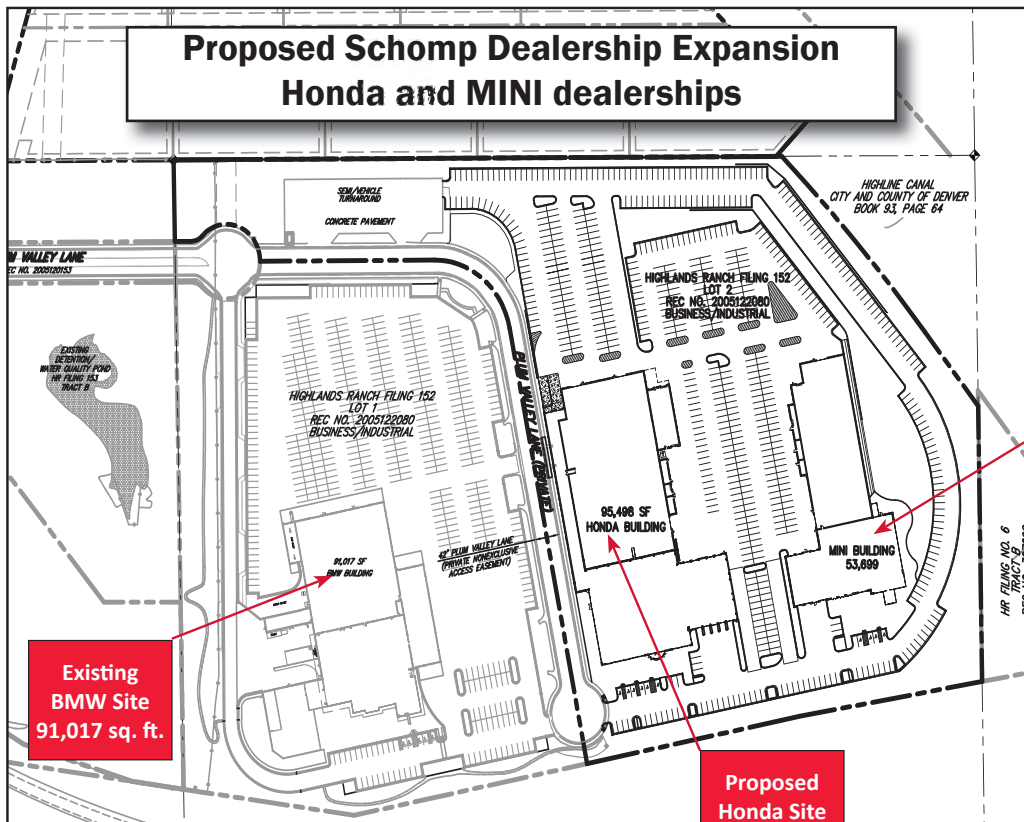 Proposed Schomp Dealership Expansion
Honda and MINI dealerships
SEMI/VEHICLE
TURNAROUND
CONCRETE PAVEMENT
HIGHLINE CANAL
CITY AND COUNTY OF DENVER
BOOK 93, PAGE 64
VALLEY LANE
EC NO. 2005120153
HIGHLANDS RANCH FILING 152
LOT 2
REC NO. 2005122080
BUSINESS/INDUSTRIAL
EXISTING
DETENTION/
WATER QUALITY POND
HR FILING 153
TRACT B
HIGHLANDS RANCH FILING 152
LOT 1
REC NO. 2005122080
BUSINESS/INDUSTRIAL
PLUM VALLEY LANE (PRIVATE)
95,496 SF
HONDA BUILDING
42' PLUM VALLEY LANE
(PRIVATE NONEXCLUSIVE
ACCESS EASEMENT)
MINI BUILDING
53,699
91,017 SF
BMW BUILDING
HR FILING NO. 6
TRACT B
Existing
BMW Site
91,017 sq. ft.
Proposed
Honda Site